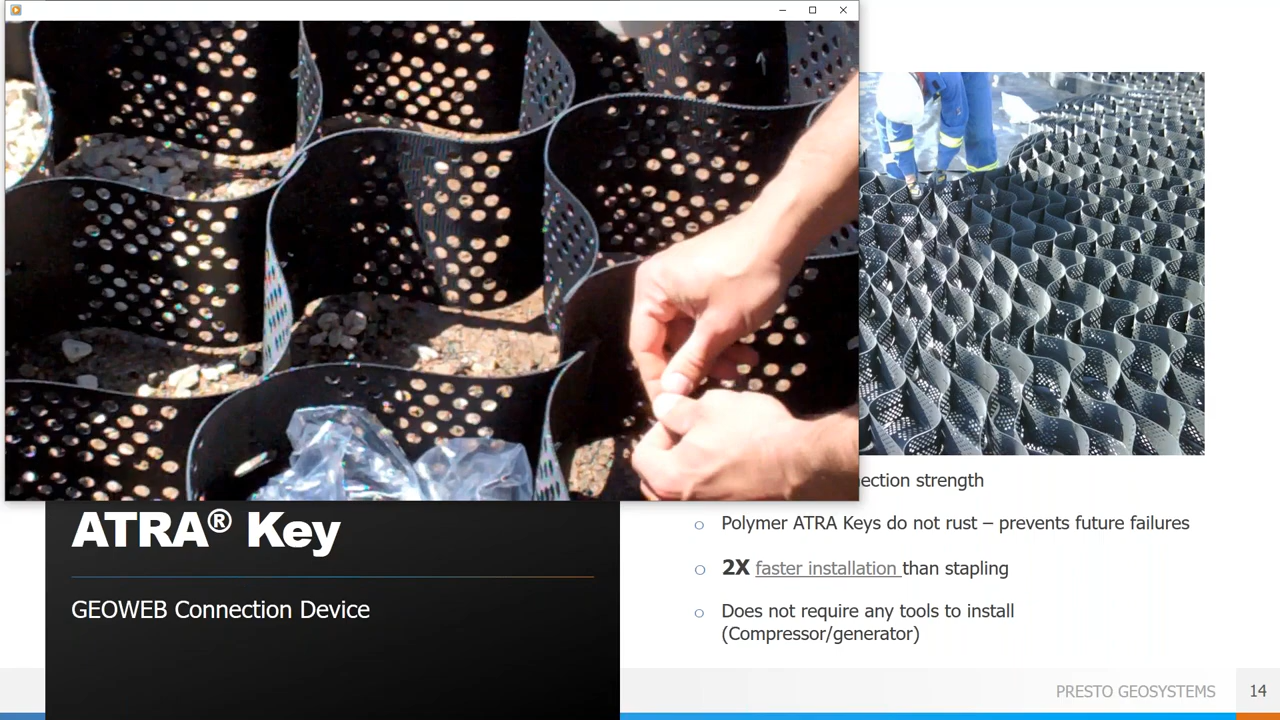 ection strength
Polymer ATRA Keys do not rust – prevents future failures
2X faster installation than stapling
Does not require any tools to install
(Compressor/generator)
ATRA® Key
GEOWEB Connection Device
PRESTO GEOSYSTEMS
14